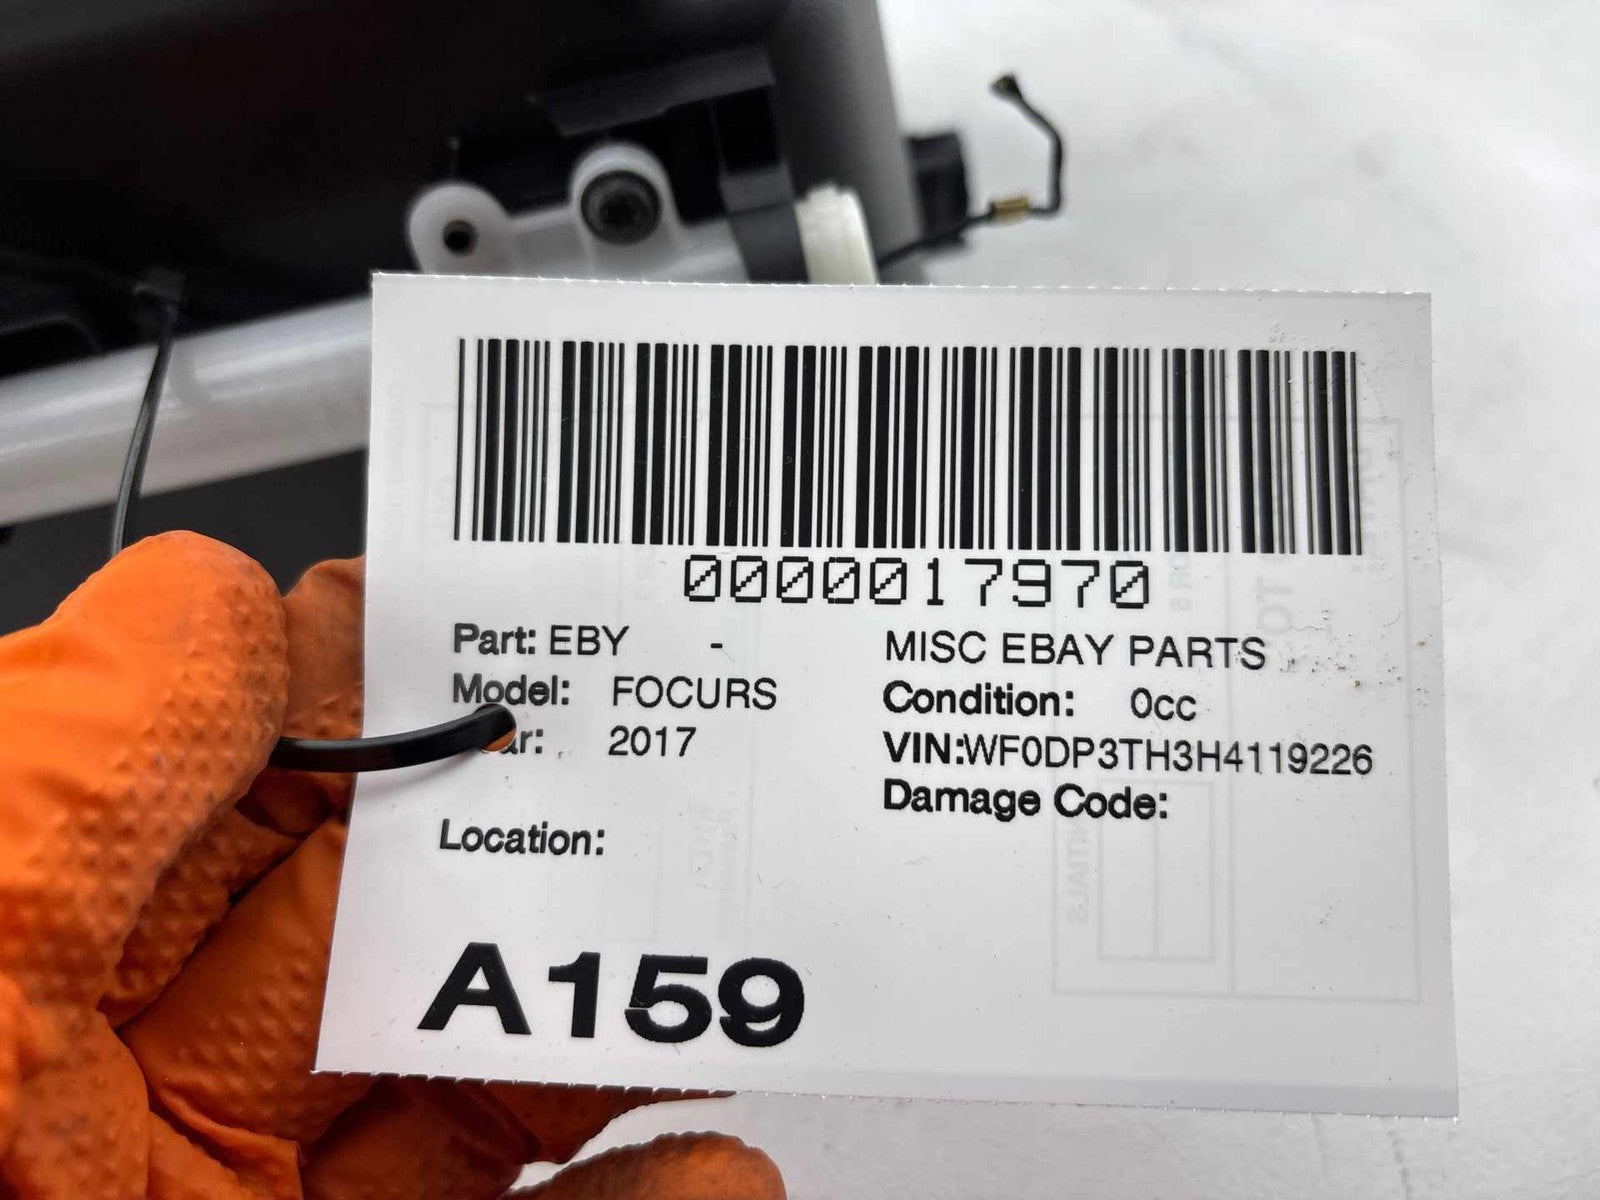 0000017970
Part: EBY - MISC EBAY PARTS
Model: FOCURS Condition: 0cc
ar: 2017 VIN:WF0DP3TH3H4119226
Damage Code:
Location:
A159